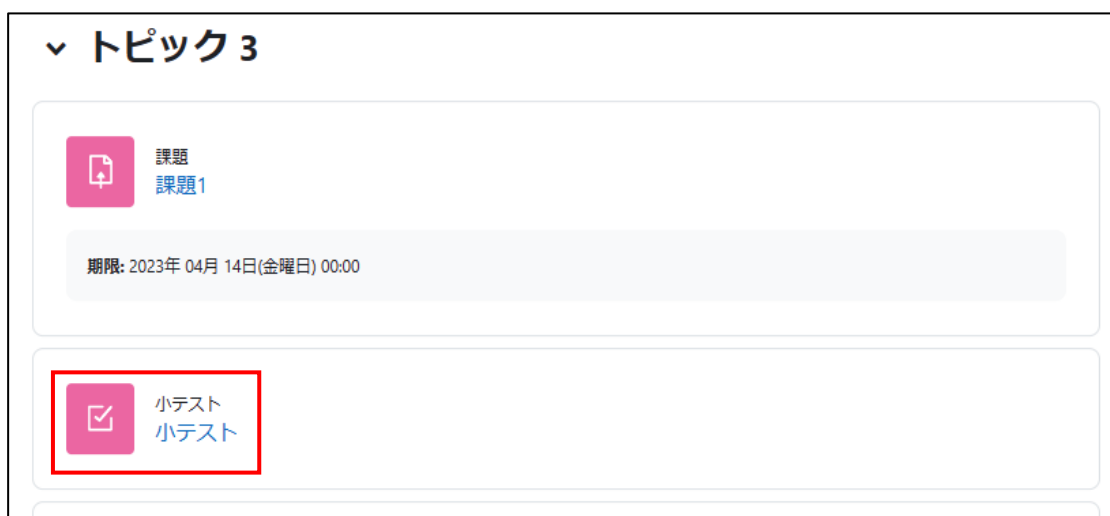 トピック 3
課題
課題1
期限: 2023年 04月 14日(金曜日) 00:00
小テスト
小テスト